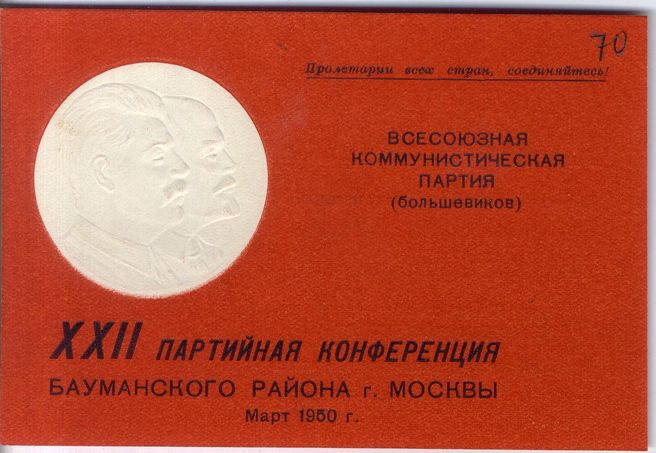 70
Пролетарии всех стран, соединяйтесь!
ВСЕСОЮЗНАЯ
КОММУНИСТИЧЕСКАЯ
ПАРТИЯ
(большевиков)
XXII ПАРТИЙНАЯ КОНФЕРЕНЦИЯ
БАУМАНСКОГО РАЙОНА г. МОСКВЫ
Март 1950 г.